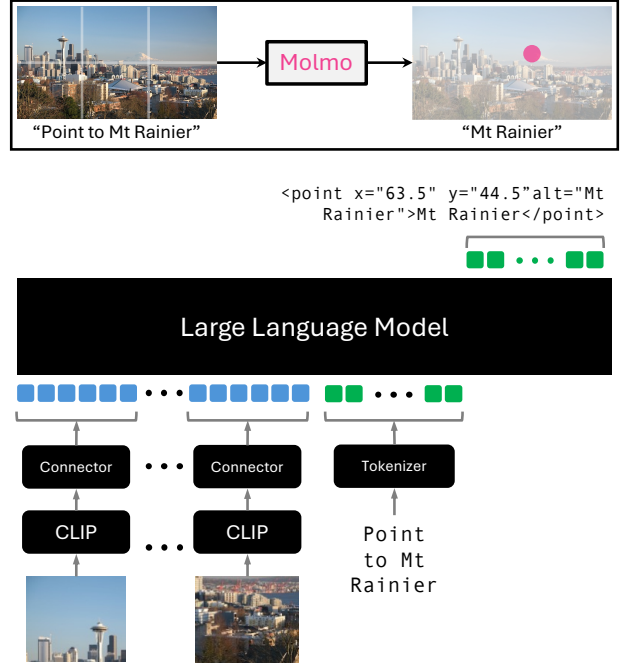 Molmo
“Point to Mt Rainier”
“Mt Rainier”
<point x="63.5" y="44.5”alt="Mt
Rainier">Mt Rainier</point>
Large Language Model
Connector
Connector
Tokenizer
CLIP
CLIP
Point
to Mt
Rainier